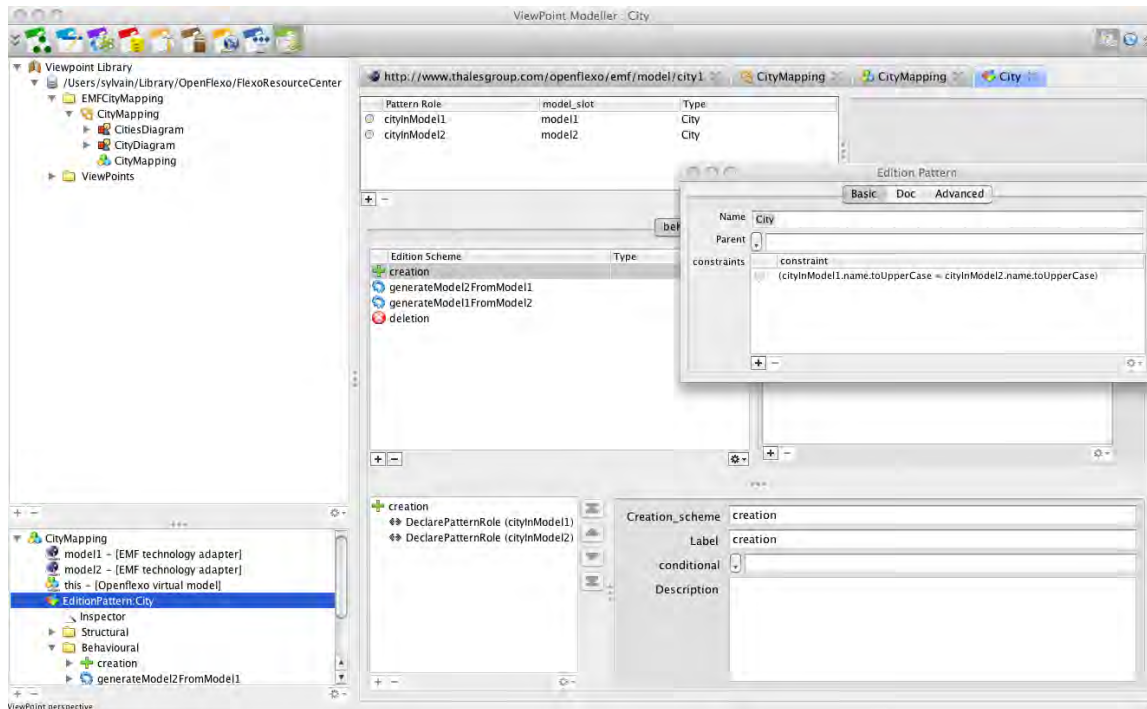 ViewPoint Modeller : City
Viewpoint Library
/Users/sylvain/Library/OpenFlexo/FlexoResourceCenter
EMFCityMapping
CityMapping
CitiesDiagram
CityDiagram
CityMapping
ViewPoints
http://www.thalesgroup.com/openflexo/emf/model/city1
CityMapping
CityMapping
City
Pattern Role model_slot Type
cityInModel1 model1 City
cityInModel2 model2 City
Edition Pattern
Basic Doc Advanced
Name City
Parent
constraints constraint
(cityInModel1.name.toUpperCase = cityInModel2.name.toUpperCase)
Edition Scheme Type
creation
generateModel2FromModel1
generateModel1FromModel2
deletion
creation
DeclarePatternRole (cityInModel1)
DeclarePatternRole (cityInModel2)
Creation_scheme creation
Label creation
conditional
Description
CityMapping
model1 - [EMF technology adapter]
model2 - [EMF technology adapter]
this - [Openflexo virtual model]
EditionPattern:City
Inspector
Structural
Behavioural
creation
generateModel2FromModel1
ViewPoint perspective